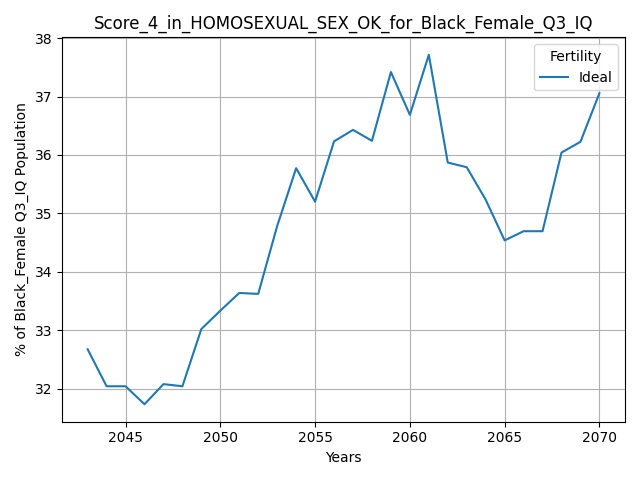 Score_4_in_HOMOSEXUAL_SEX_OK_for_Black_Female_Q3_IQ
38
37
36
35
34
33
32
% of Black_Female Q3_IQ Population
Fertility
Ideal
2045 2050 2055 2060 2065 2070
Years